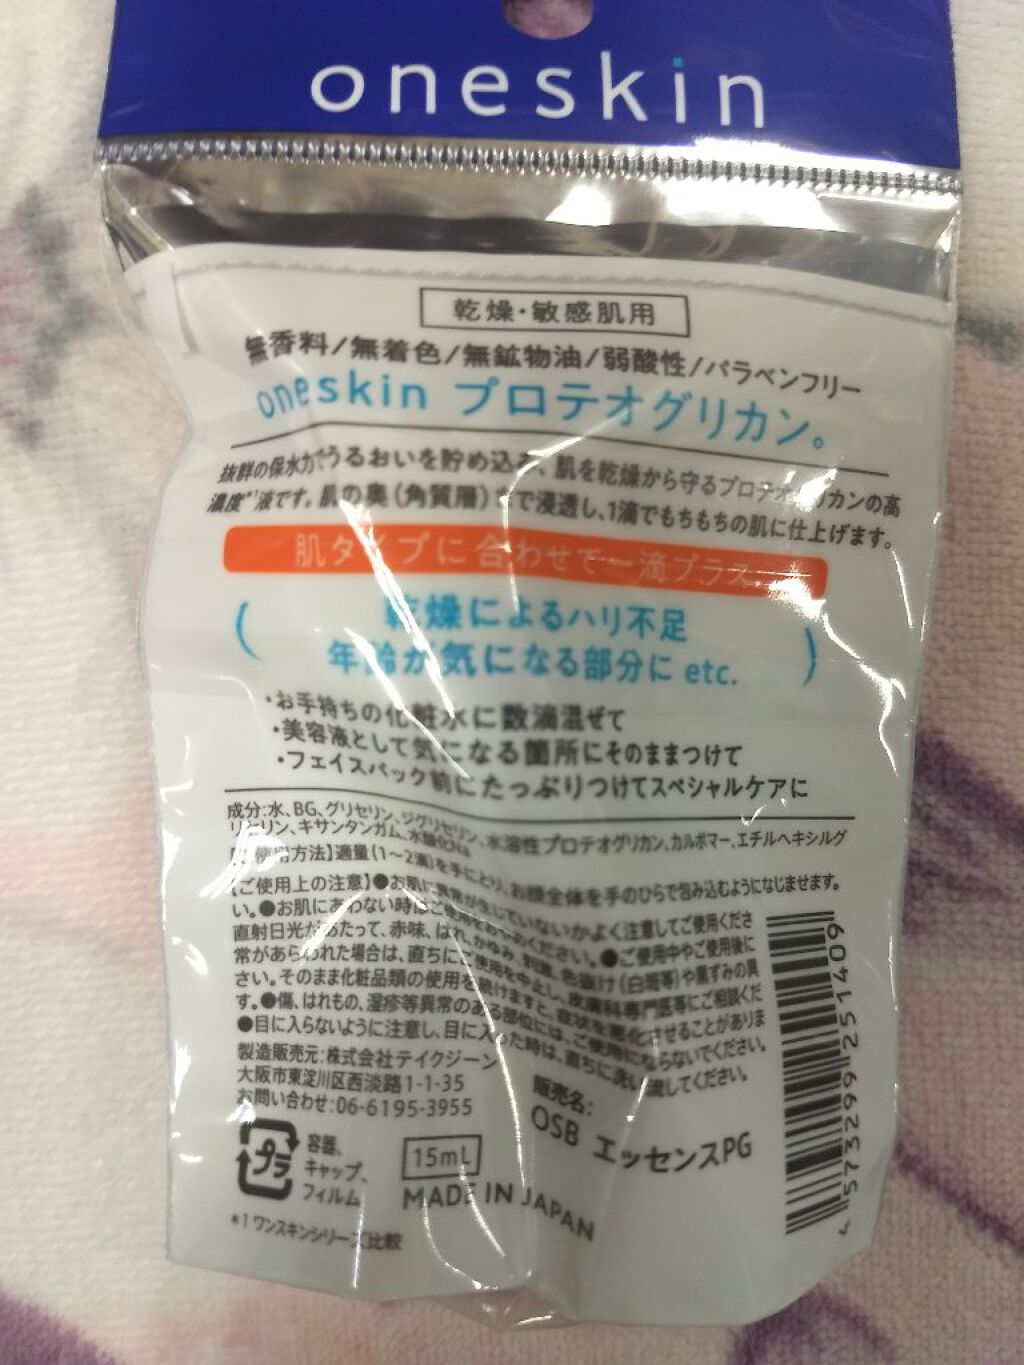 oneskin
乾燥・敏感肌用
無香料/無着色/無鉱物油/弱酸性/パラベンフリー
oneskin プロテオグリカン。
抜群の保水力でうるおいを貯め込み、肌を乾燥から守るプロテオグリカンの高
濃度*¹液です。肌の奥(角質層)まで浸透し、1滴でもちもちの肌に仕上げます。
肌タイプに合わせて一滴プラス
乾燥によるハリ不足
年齢が気になる部分に etc.
・お手持ちの化粧水に数滴混ぜて
・美容液として気になる箇所にそのままつけて
・フェイスパック前にたっぷりつけてスペシャルケアに
成分:水、BG、グリセリン、ジグリセリン、水溶性プロテオグリカン、カルボマー、エチルヘキシルグ
リセリン、キサンタンガム、水酸化Na
【ご使用方法】適量(1〜2滴)を手にとり、お顔全体を手のひらで包み込むようになじませます。
【ご使用上の注意】●お肌に異常が生じていないかよく注意してご使用くださ
い。●お肌にあわない時はご使用をおやめください。●ご使用中やご使用後に
直射日光があたって、赤味、はれ、かゆみ、刺激、色抜け(白斑等)や黒ずみの異
常があらわれた場合は、直ちにご使用を中止し、皮膚科専門医等にご相談くだ
さい。そのまま化粧品類の使用を続けますと、症状を悪化させることがありま
す。●傷、はれもの、湿疹等異常のある部位には、ご使用にならないでください。
●目に入らないように注意し、目に入った時は、直ちに洗い流してください。
製造販売元:株式会社テイクジーン
大阪市東淀川区西淡路1-1-35
お問い合わせ:06-6195-3955
販売名:
OSB エッセンスPG
プラ
容器、
キャップ、
フィルム
15mL
MADE IN JAPAN
*1 ワンスキンシリーズ比較
4573299251409